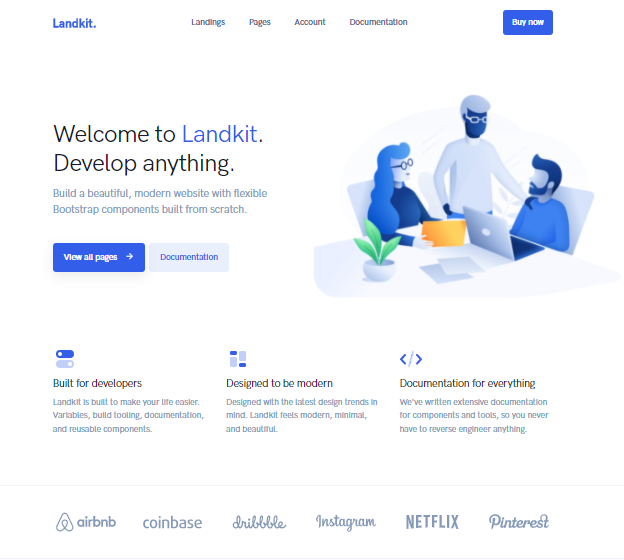 Landkit.
Landings Pages Account Documentation
Buy now
Welcome to Landkit.
Develop anything.
Build a beautiful, modern website with flexible
Bootstrap components built from scratch.
View all pages →
Documentation
Built for developers
Landkit is built to make your life easier.
Variables, build tooling, documentation,
and reusable components.
Designed to be modern
Designed with the latest design trends in
mind. Landkit feels modern, minimal,
and beautiful.
Documentation for everything
We've written extensive documentation
for components and tools, so you never
have to reverse engineer anything.
airbnb
coinbase
dribbble
Instagram
NETFLIX
Pinterest